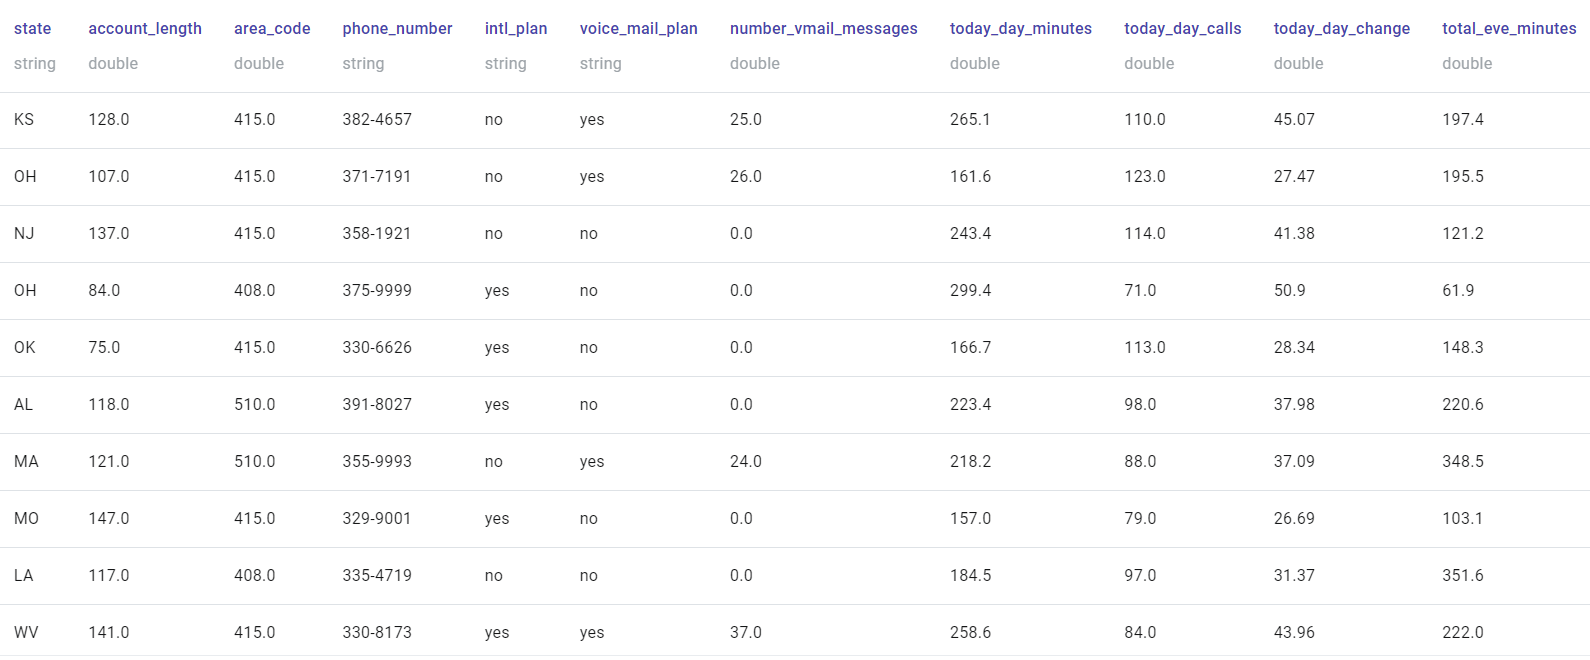 state account_length area_code phone_number intl_plan voice_mail_plan number_vmail_messages today_day_minutes today_day_calls today_day_change total_eve_minutes
string double double string string string double double double double double
KS 128.0 415.0 382-4657 no yes 25.0 265.1 110.0 45.07 197.4
OH 107.0 415.0 371-7191 no yes 26.0 161.6 123.0 27.47 195.5
NJ 137.0 415.0 358-1921 no no 0.0 243.4 114.0 41.38 121.2
OH 84.0 408.0 375-9999 yes no 0.0 299.4 71.0 50.9 61.9
OK 75.0 415.0 330-6626 yes no 0.0 166.7 113.0 28.34 148.3
AL 118.0 510.0 391-8027 yes no 0.0 223.4 98.0 37.98 220.6
MA 121.0 510.0 355-9993 no yes 24.0 218.2 88.0 37.09 348.5
MO 147.0 415.0 329-9001 yes no 0.0 157.0 79.0 26.69 103.1
LA 117.0 408.0 335-4719 no no 0.0 184.5 97.0 31.37 351.6
WV 141.0 415.0 330-8173 yes yes 37.0 258.6 84.0 43.96 222.0